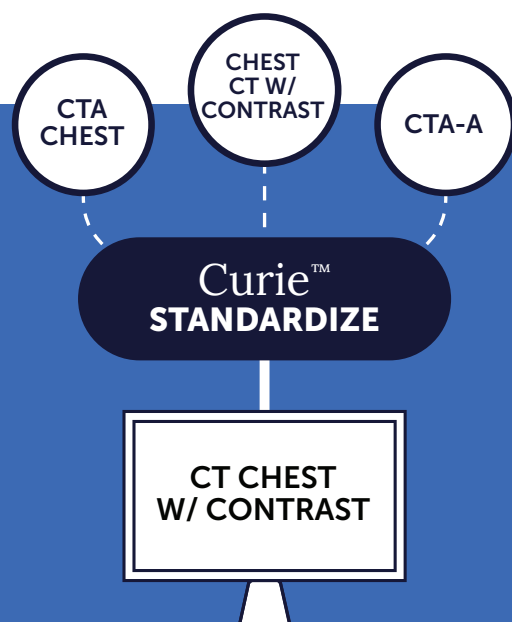 CTA
CHEST
CHEST
CT W/
CONTRAST
CTA-A
Curie™
STANDARDIZE
CT CHEST
W/ CONTRAST